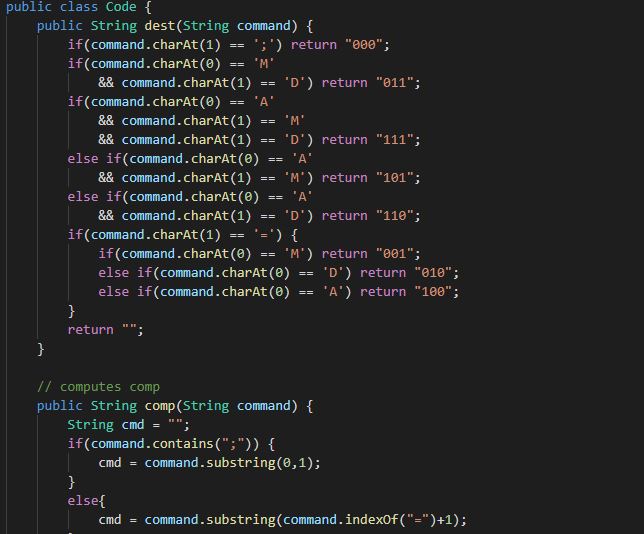 public class Code {
    public String dest(String command) {
        if(command.charAt(1) == ';') return "000";
        if(command.charAt(0) == 'M'
            && command.charAt(1) == 'D') return "011";
        if(command.charAt(0) == 'A'
            && command.charAt(1) == 'M'
            && command.charAt(1) == 'D') return "111";
        else if(command.charAt(0) == 'A'
            && command.charAt(1) == 'M') return "101";
        else if(command.charAt(0) == 'A'
            && command.charAt(1) == 'D') return "110";
        if(command.charAt(1) == '=') {
            if(command.charAt(0) == 'M') return "001";
            else if(command.charAt(0) == 'D') return "010";
            else if(command.charAt(0) == 'A') return "100";
        }
        return "";
    }

    // computes comp
    public String comp(String command) {
        String cmd = "";
        if(command.contains(";")) {
            cmd = command.substring(0,1);
        }
        else{
            cmd = command.substring(command.indexOf("=")+1);